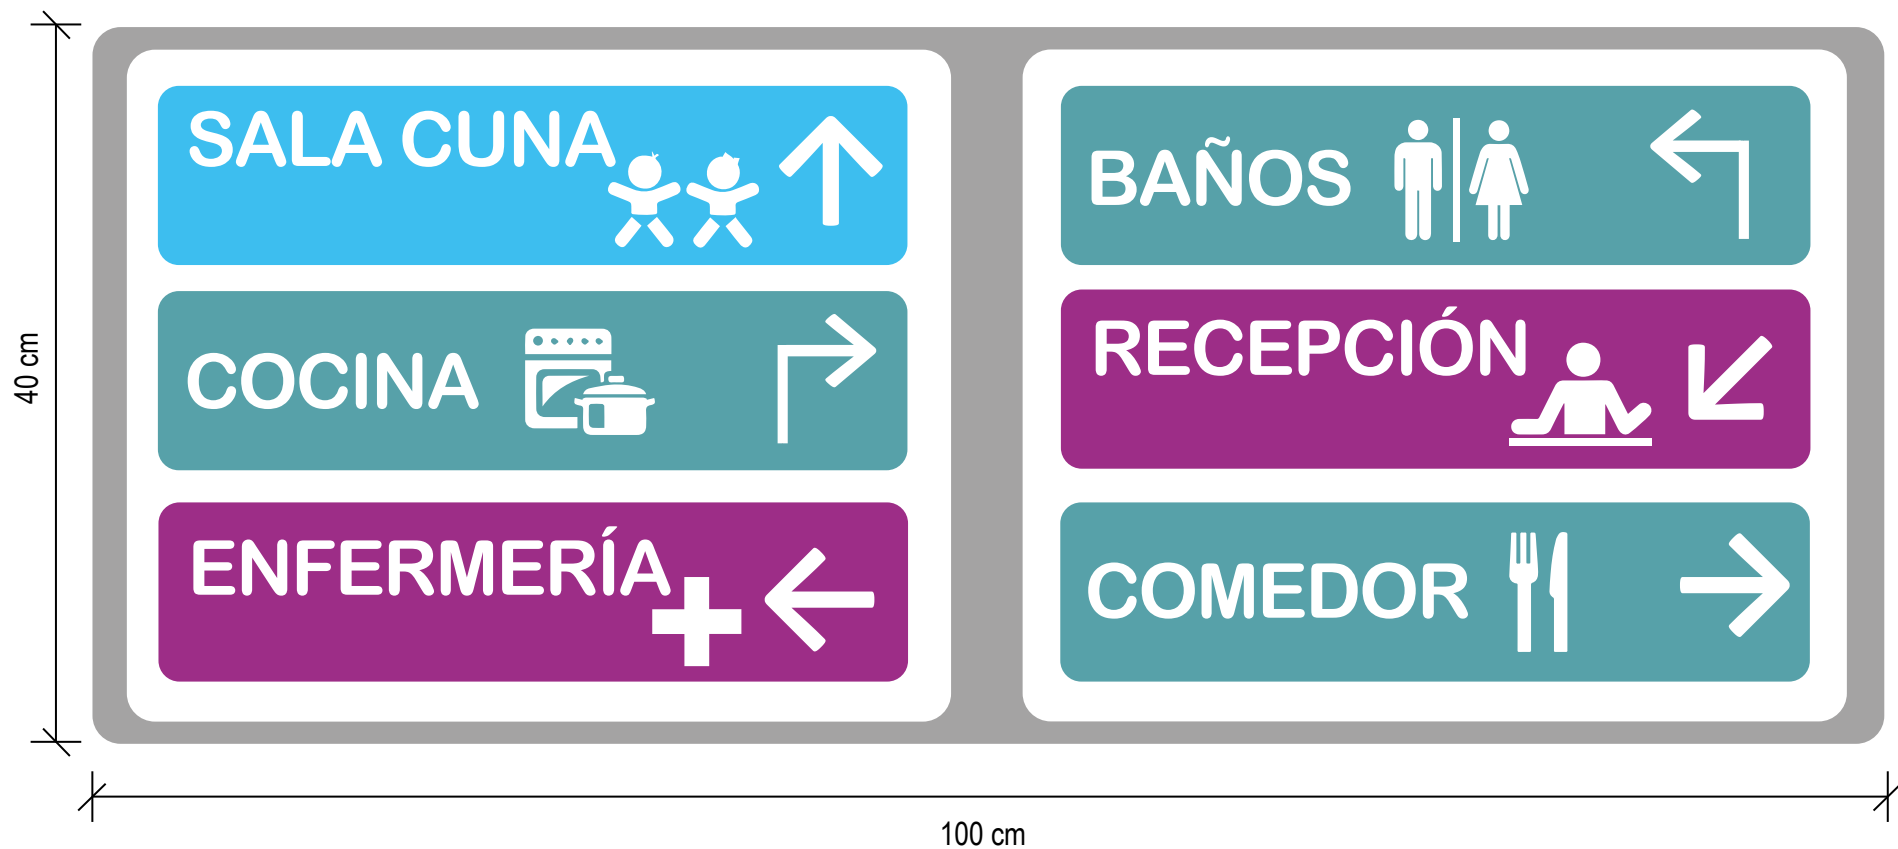 SALA CUNA
COCINA
ENFERMERÍA
BAÑOS
RECEPCIÓN
COMEDOR
40 cm
100 cm